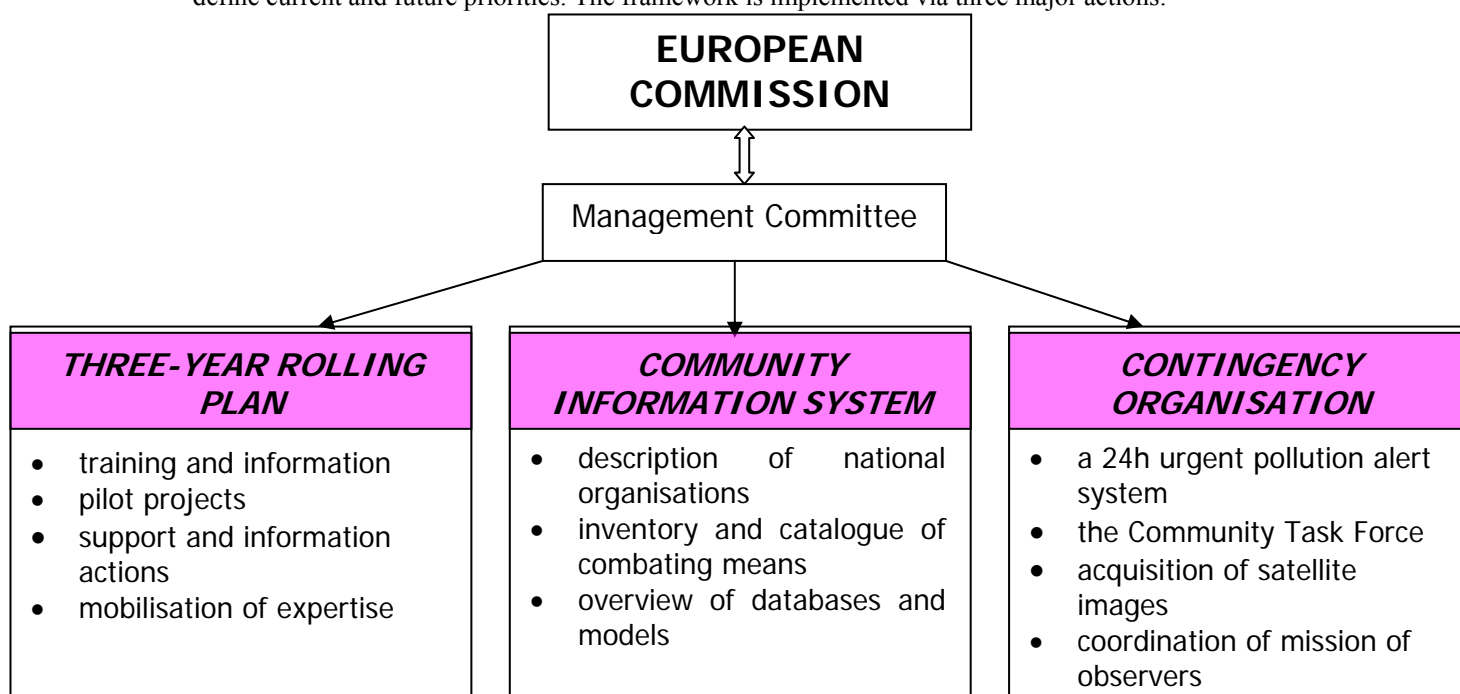 define current and future priorities. The framework is implemented via three major actions.
EUROPEAN
COMMISSION
Management Committee
THREE-YEAR ROLLING
PLAN
• training and information
• pilot projects
• support and information
actions
• mobilisation of expertise
COMMUNITY
INFORMATION SYSTEM
• description of national
organisations
• inventory and catalogue of
combating means
• overview of databases and
models
CONTINGENCY
ORGANISATION
• a 24h urgent pollution alert
system
• the Community Task Force
• acquisition of satellite
images
• coordination of mission of
observers